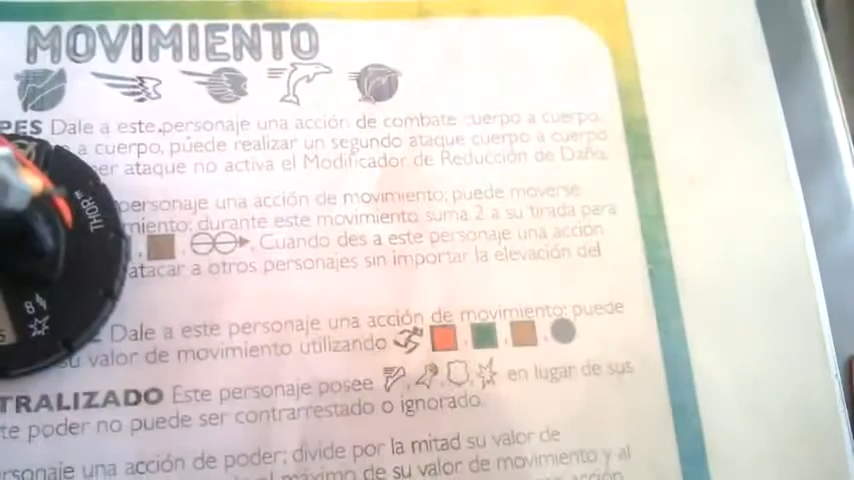 MOVIMIENTO
PES Dale a este personaje una acción de combate cuerpo a cuerpo.
a cuerpo, puede realizar un segundo ataque cuerpo a cuerpo
er ataque no activa el Modificador de Reducción de Daño.
personaje una acción de movimiento; puede moverse
miento; durante este movimiento suma 2 a su tirada para
. Cuando des a este personaje una acción
atacar a otros personajes sin importar la elevación del
THOR
8
Dale a este personaje una acción de movimiento; puede
su valor de movimiento utilizando
TRALIZADO Este personaje posee , , , en lugar de sus
te poder no puede ser contrarrestado o ignorado.
ersonaje una acción de poder; divide por la mitad su valor de
máximo de su valor de movimiento y al
acción